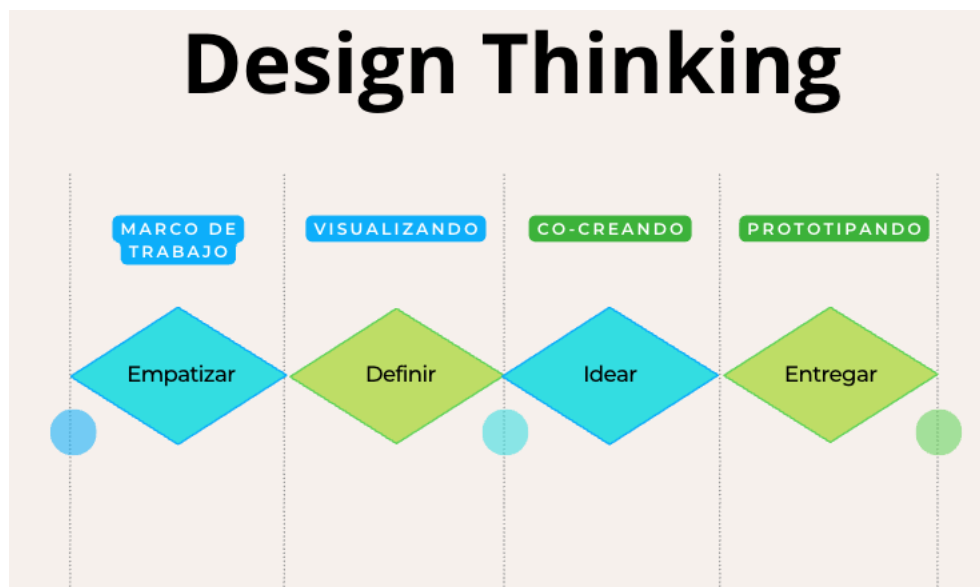 Design Thinking
MARCO DE
TRABAJO
VISUALIZANDO
CO-CREANDO
PROTOTIPANDO
Empatizar
Definir
Idear
Entregar